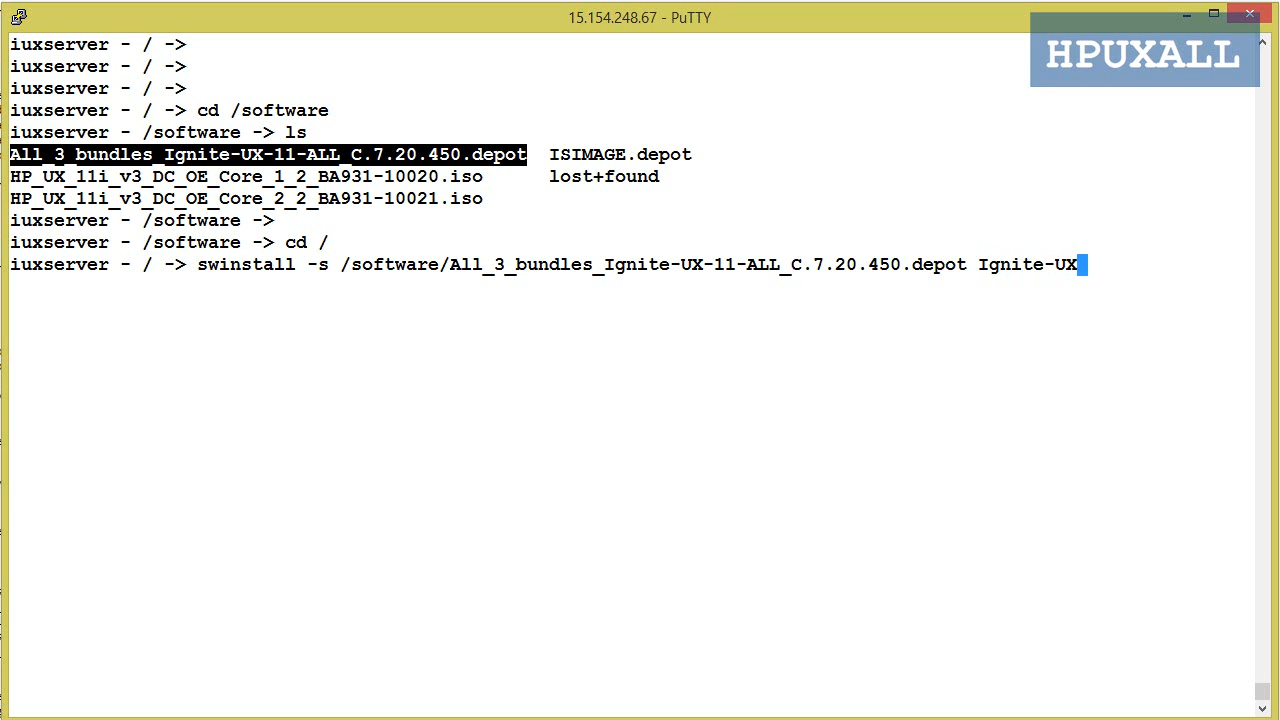 15.154.248.67 - PuTTY
HPUXALL
iuxserver - / ->
iuxserver - / ->
iuxserver - / ->
iuxserver - / -> cd /software
iuxserver - /software -> ls
All_3_bundles_Ignite-UX-11-ALL_C.7.20.450.depot  ISIMAGE.depot
HP_UX_11i_v3_DC_OE_Core_1_2_BA931-10020.iso      lost+found
HP_UX_11i_v3_DC_OE_Core_2_2_BA931-10021.iso
iuxserver - /software ->
iuxserver - /software -> cd /
iuxserver - / -> swinstall -s /software/All_3_bundles_Ignite-UX-11-ALL_C.7.20.450.depot Ignite-UX